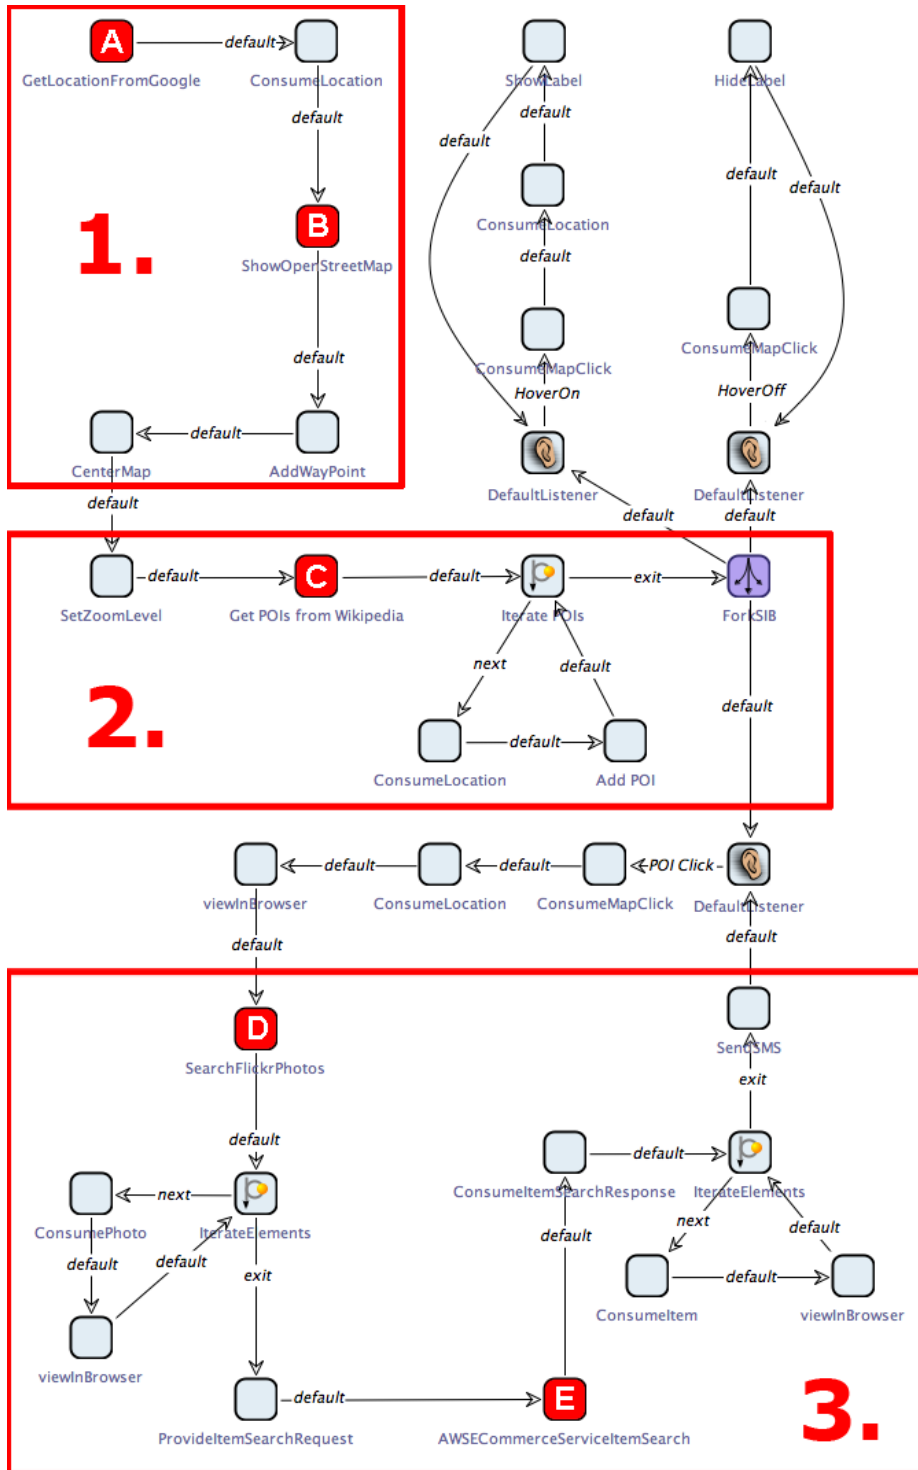 A
default
GetLocationFromGoogle
ConsumeLocation
default
1.
B
ShowOpenStreetMap
default
default
CenterMap
AddWayPoint
default
ShowLabel
default
default
ConsumeLocation
default
ConsumeMapClick
HoverOn
DefaultListener
default
HideLabel
default
default
ConsumeMapClick
HoverOff
DefaultListener
default
SetZoomLevel
default
C
Get POIs from Wikipedia
default
Iterate POIs
exit
ForkSIB
next
default
default
2.
ConsumeLocation
default
Add POI
viewInBrowser
default
ConsumeLocation
default
ConsumeMapClick
POI Click
DefaultListener
default
default
D
SearchFlickrPhotos
SendSMS
default
exit
ConsumePhoto
next
IterateElements
default
default
exit
viewInBrowser
ConsumeItemSearchResponse
default
IterateElements
default
next
default
ConsumeItem
default
viewInBrowser
ProvideItemSearchRequest
default
E
AWSECommerceServiceItemSearch
3.